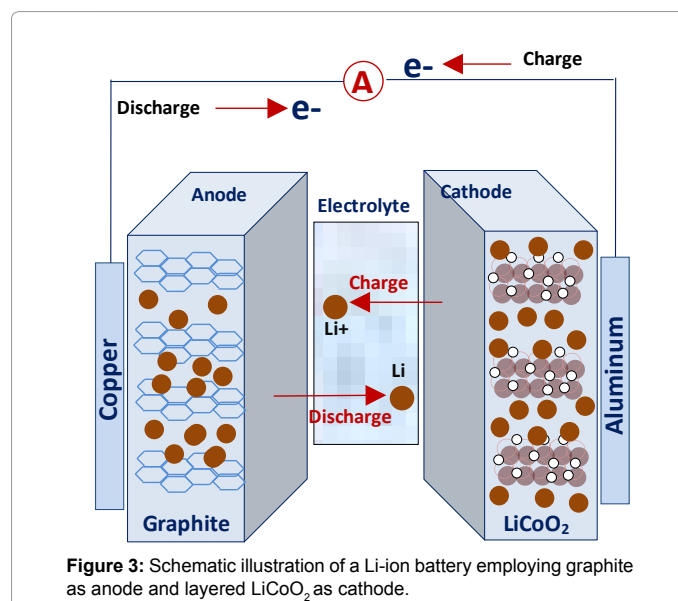 e- Charge
A
Discharge e-
Anode
Cathode
Electrolyte
Charge
Li+
Li
Discharge
Copper
Aluminum
Graphite
LiCoO₂
Figure 3: Schematic illustration of a Li-ion battery employing graphite
as anode and layered LiCoO₂ as cathode.